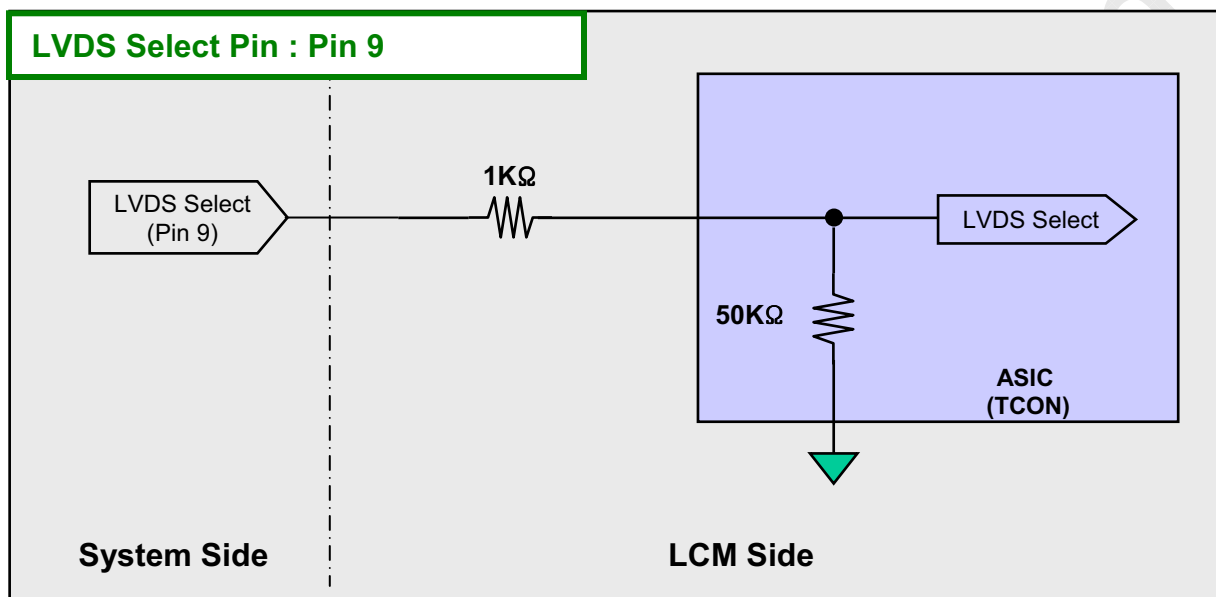 LVDS Select Pin : Pin 9
1KΩ
LVDS Select
(Pin 9)
LVDS Select
50KΩ
ASIC
(TCON)
System Side
LCM Side